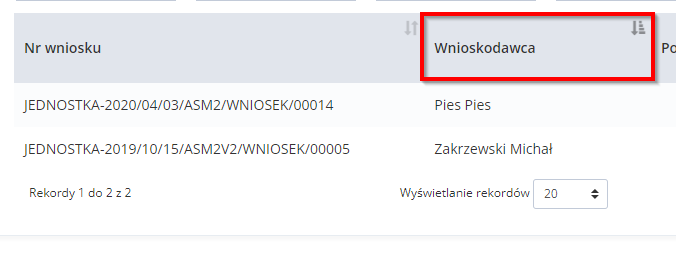 Nr wniosku Wnioskodawca Po
JEDNOSTKA-2020/04/03/ASM2/WNIOSEK/00014 Pies Pies
JEDNOSTKA-2019/10/15/ASM2V2/WNIOSEK/00005 Zakrzewski Michał
Rekordy 1 do 2 z 2 Wyświetlanie rekordów 20